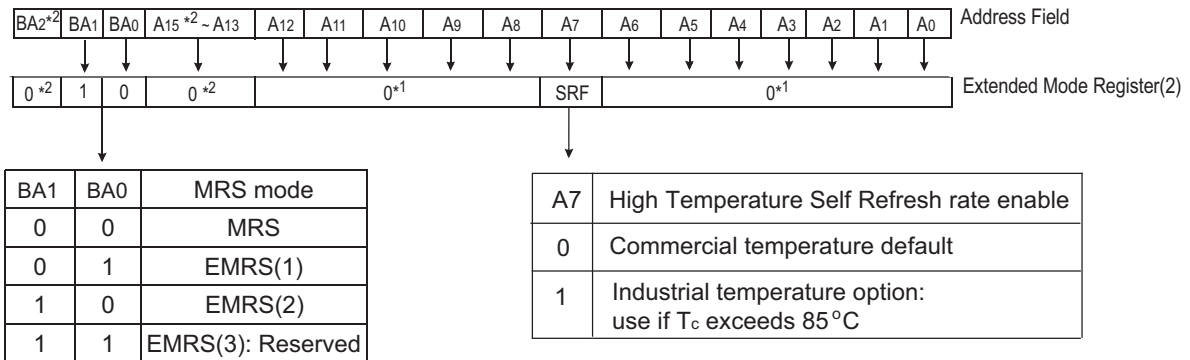 BA2*2 BA1 BA0 A15 *2 ~ A13 A12 A11 A10 A9 A8 A7 A6 A5 A4 A3 A2 A1 A0 Address Field
0 *2 1 0 0 *2 0*1 SRF 0*1 Extended Mode Register(2)
BA1 BA0 MRS mode
0 0 MRS
0 1 EMRS(1)
1 0 EMRS(2)
1 1 EMRS(3): Reserved
A7 High Temperature Self Refresh rate enable
0 Commercial temperature default
1 Industrial temperature option:
use if Tc exceeds 85°C